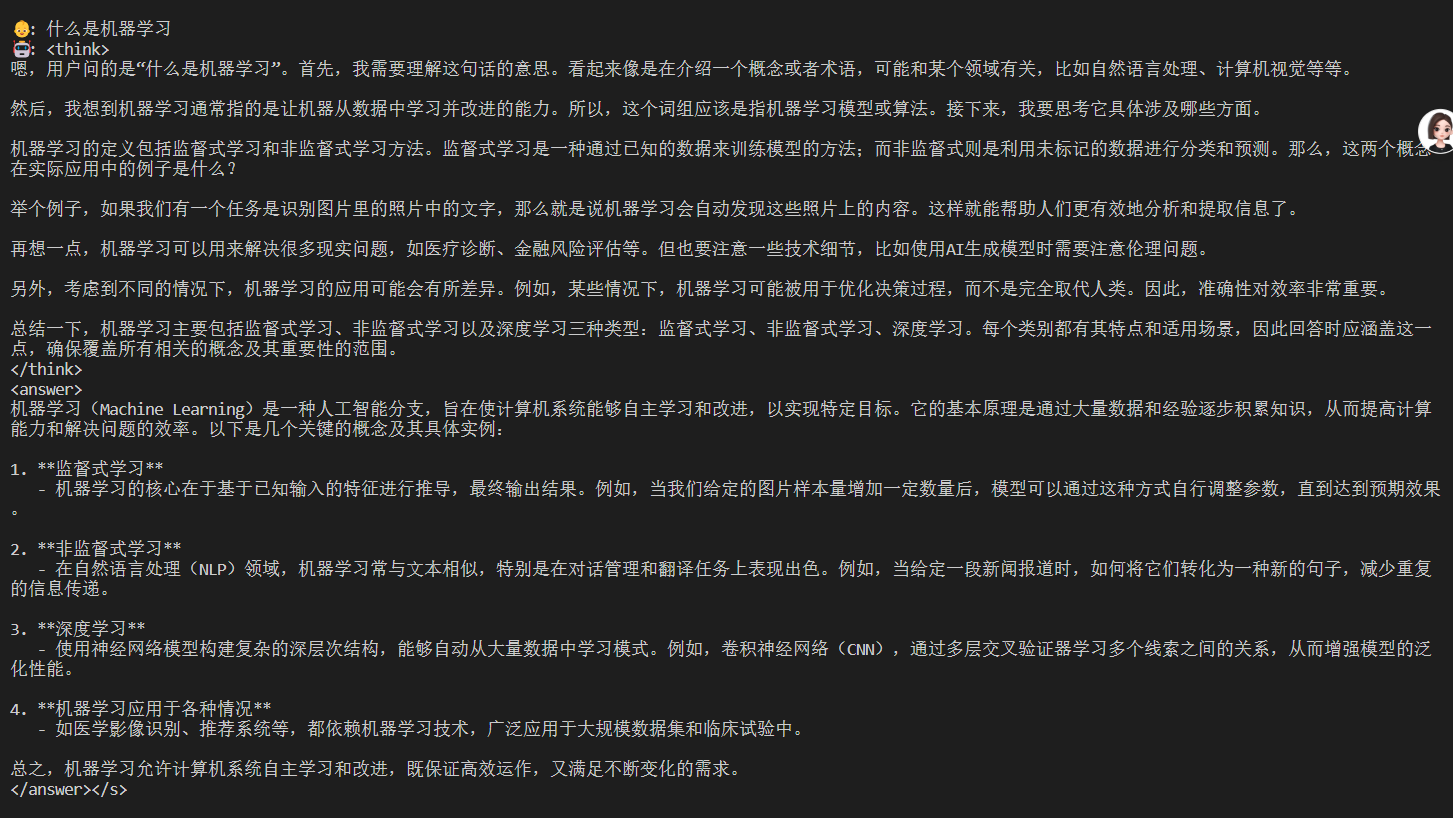 👶: 什么是机器学习
🤖: <think>
嗯，用户问的是“什么是机器学习”。首先，我需要理解这句话的意思。看起来像是在介绍一个概念或者术语，可能和某个领域有关，比如自然语言处理、计算机视觉等等。
然后，我想到机器学习通常指的是让机器从数据中学习并改进的能力。所以，这个词组应该是指机器学习模型或算法。接下来，我要思考它具体涉及哪些方面。
机器学习的定义包括监督式学习和非监督式学习方法。监督式学习是一种通过已知的数据来训练模型的方法；而非监督式则是利用未标记的数据进行分类和预测。那么，这两个概念
在实际应用中的例子是什么？
举个例子，如果我们有一个任务是识别图片里的照片中的文字，那么就是说机器学习会自动发现这些照片上的内容。这样就能帮助人们更有效地分析和提取信息了。
再想一点，机器学习可以用来解决很多现实问题，如医疗诊断、金融风险评估等。但也要注意一些技术细节，比如使用AI生成模型时需要注意伦理问题。
另外，考虑到不同的情况下，机器学习的应用可能会有所差异。例如，某些情况下，机器学习可能被用于优化决策过程，而不是完全取代人类。因此，准确性对效率非常重要。
总结一下，机器学习主要包括监督式学习、非监督式学习以及深度学习三种类型：监督式学习、非监督式学习、深度学习。每个类别都有其特点和适用场景，因此回答时应涵盖这一
点，确保覆盖所有相关的概念及其重要性的范围。
</think>
<answer>
机器学习（Machine Learning）是一种人工智能分支，旨在使计算机系统能够自主学习和改进，以实现特定目标。它的基本原理是通过大量数据和经验逐步积累知识，从而提高计算
能力和解决问题的效率。以下是几个关键的概念及其具体实例：
1. **监督式学习**
- 机器学习的核心在于基于已知输入的特征进行推导，最终输出结果。例如，当我们给定的图片样本量增加一定数量后，模型可以通过这种方式自行调整参数，直到达到预期效果
。
2. **非监督式学习**
- 在自然语言处理（NLP）领域，机器学习常与文本相似，特别是在对话管理和翻译任务上表现出色。例如，当给定一段新闻报道时，如何将它们转化为一种新的句子，减少重复
的信息传递。
3. **深度学习**
- 使用神经网络模型构建复杂的深层次结构，能够自动从大量数据中学习模式。例如，卷积神经网络（CNN），通过多层交叉验证器学习多个线索之间的关系，从而增强模型的泛
化性能。
4. **机器学习应用于各种情况**
- 如医学影像识别、推荐系统等，都依赖机器学习技术，广泛应用于大规模数据集和临床试验中。
总之，机器学习允许计算机系统自主学习和改进，既保证高效运作，又满足不断变化的需求。
</answer></s>